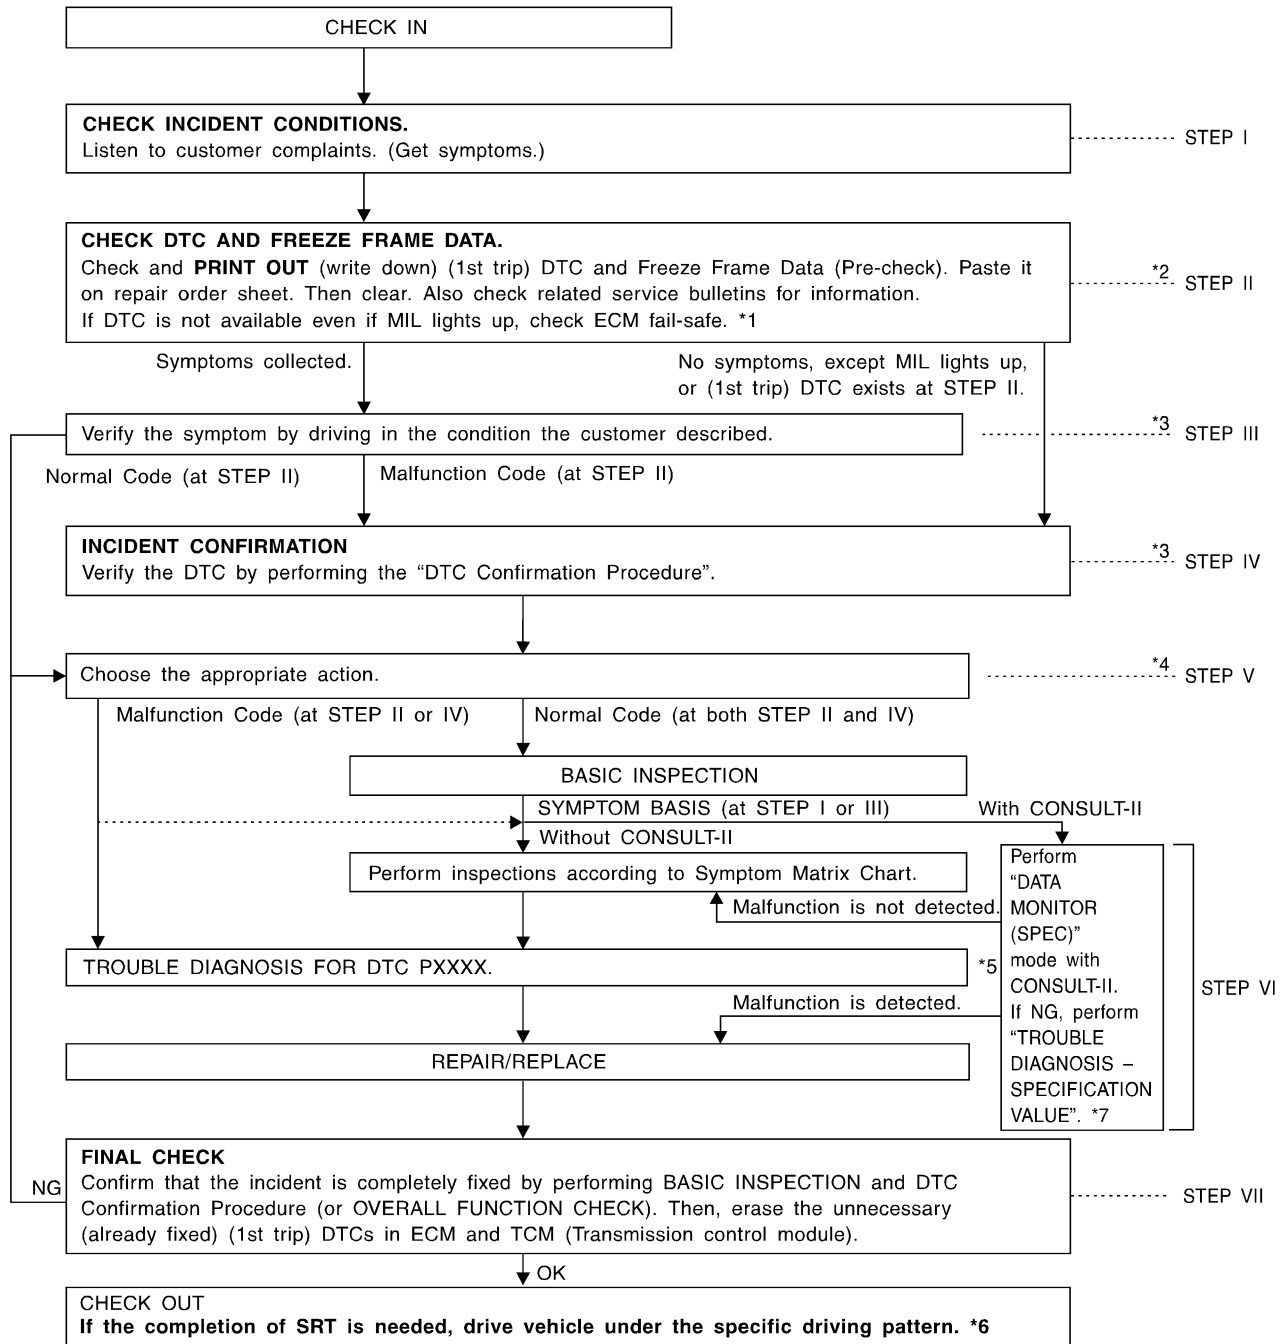 CHECK IN
CHECK INCIDENT CONDITIONS.
Listen to customer complaints. (Get symptoms.)
STEP I
CHECK DTC AND FREEZE FRAME DATA.
Check and PRINT OUT (write down) (1st trip) DTC and Freeze Frame Data (Pre-check). Paste it
on repair order sheet. Then clear. Also check related service bulletins for information.
If DTC is not available even if MIL lights up, check ECM fail-safe. *1
*2
STEP II
Symptoms collected.
No symptoms, except MIL lights up,
or (1st trip) DTC exists at STEP II.
Verify the symptom by driving in the condition the customer described.
*3
STEP III
Normal Code (at STEP II)
Malfunction Code (at STEP II)
INCIDENT CONFIRMATION
Verify the DTC by performing the “DTC Confirmation Procedure”.
*3
STEP IV
Choose the appropriate action.
*4
STEP V
Malfunction Code (at STEP II or IV)
Normal Code (at both STEP II and IV)
BASIC INSPECTION
SYMPTOM BASIS (at STEP I or III)
With CONSULT-II
Without CONSULT-II
Perform inspections according to Symptom Matrix Chart.
Malfunction is not detected.
TROUBLE DIAGNOSIS FOR DTC PXXXX.
*5
Malfunction is detected.
REPAIR/REPLACE
Perform
“DATA
MONITOR
(SPEC)”
mode with
CONSULT-II.
If NG, perform
“TROUBLE
DIAGNOSIS –
SPECIFICATION
VALUE”. *7
STEP VI
FINAL CHECK
Confirm that the incident is completely fixed by performing BASIC INSPECTION and DTC
Confirmation Procedure (or OVERALL FUNCTION CHECK). Then, erase the unnecessary
(already fixed) (1st trip) DTCs in ECM and TCM (Transmission control module).
NG
STEP VII
OK
CHECK OUT
If the completion of SRT is needed, drive vehicle under the specific driving pattern. *6